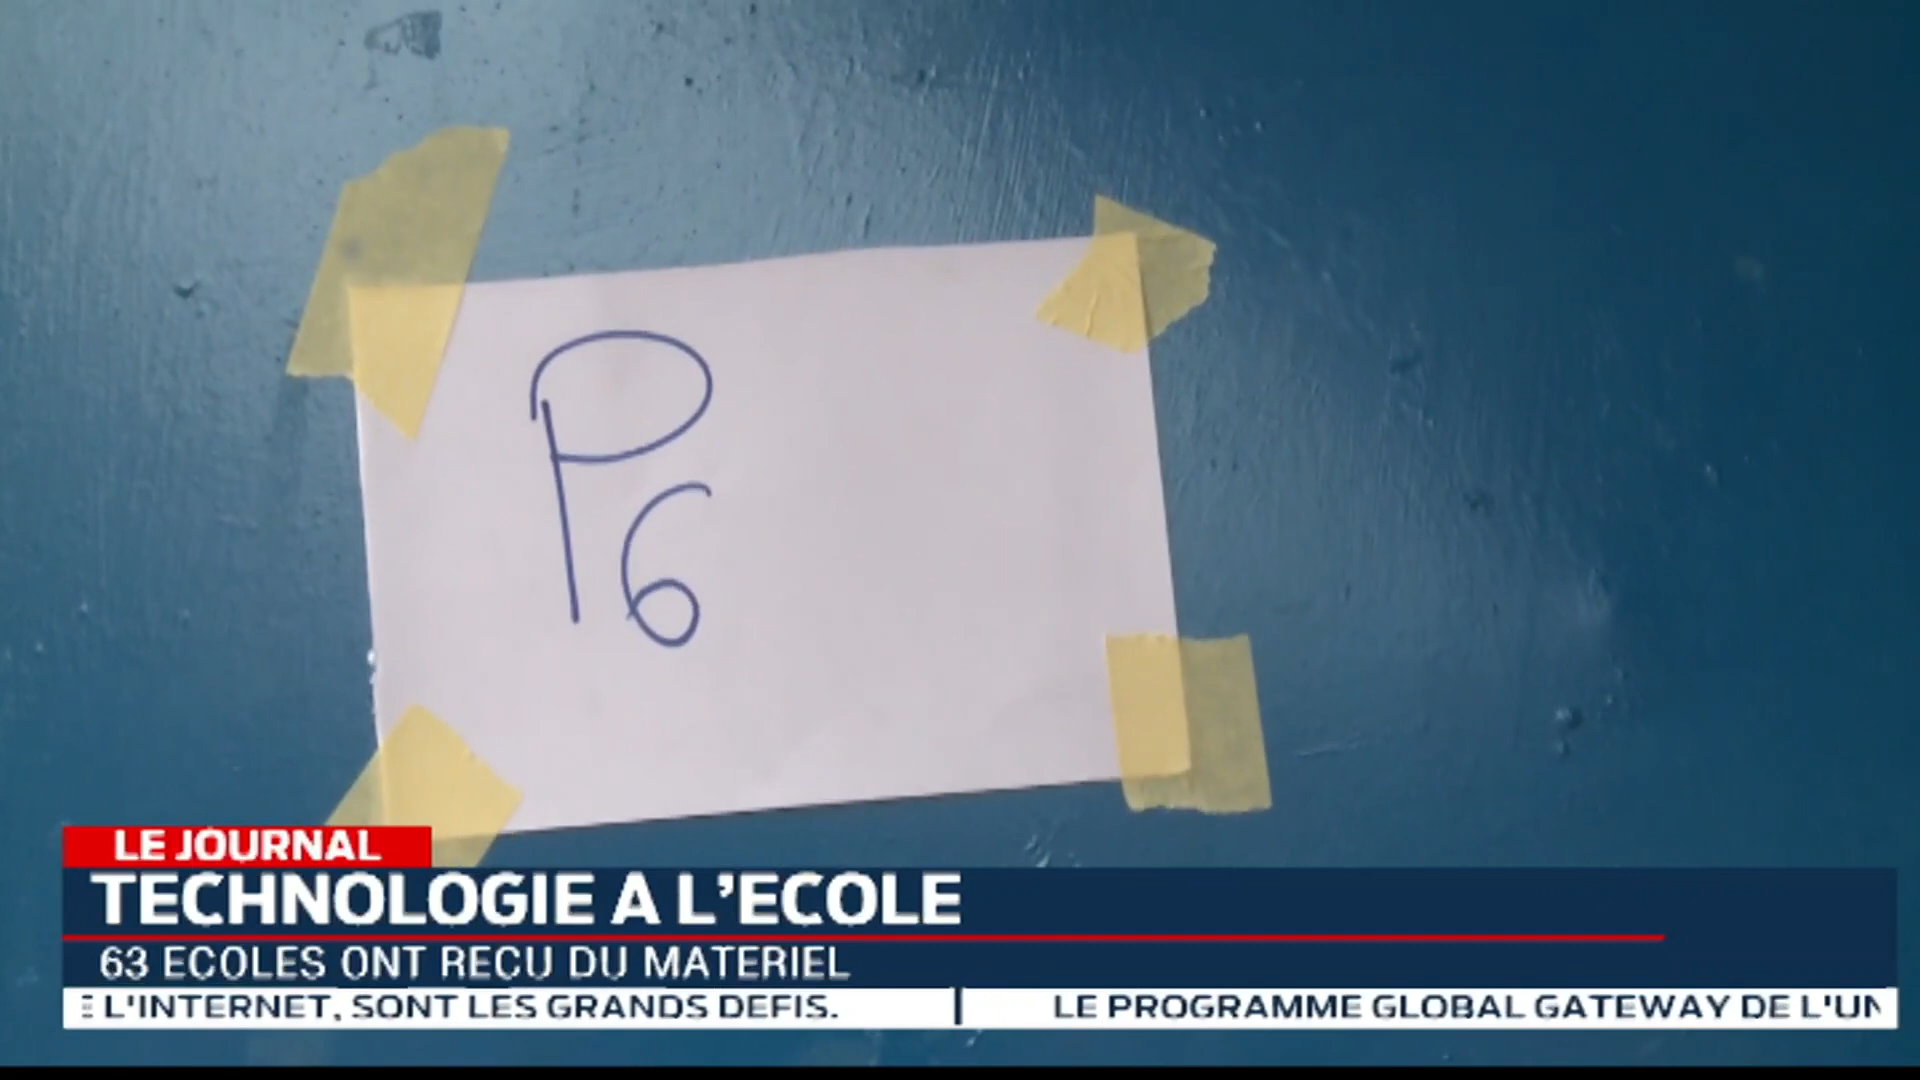 P6
LE JOURNAL
TECHNOLOGIE A L'ECOLE
63 ECOLES ONT RECU DU MATERIEL
L'INTERNET, SONT LES GRANDS DEFIS. | LE PROGRAMME GLOBAL GATEWAY DE L'UN